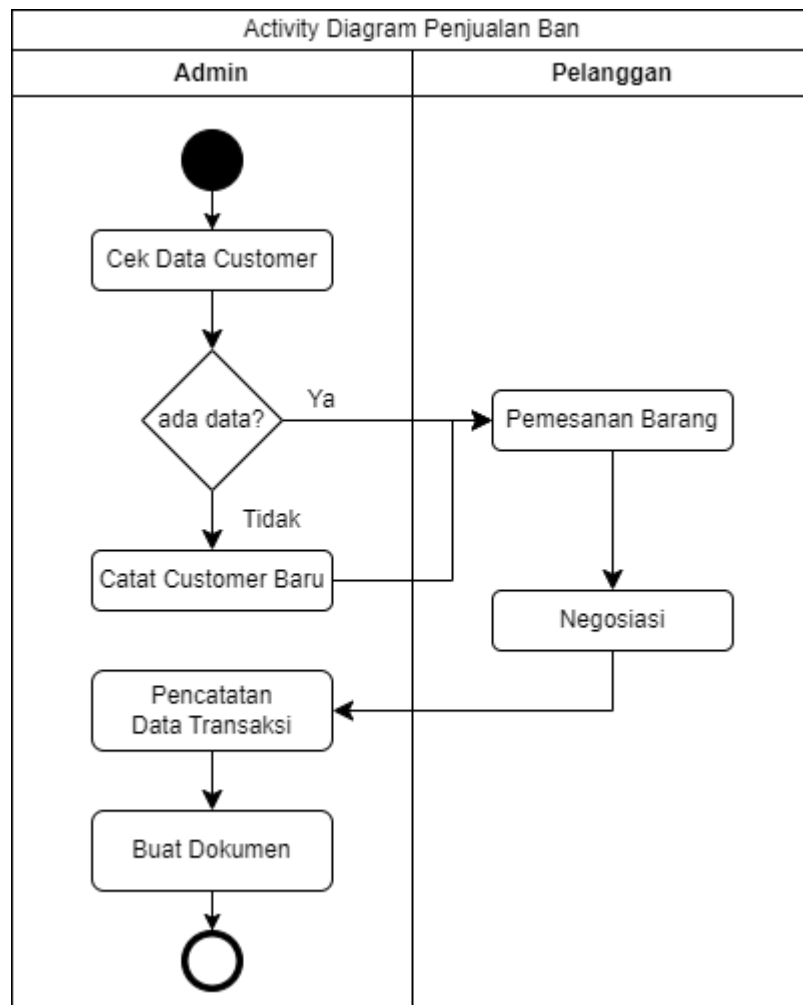 Activity Diagram Penjualan Ban
Admin
Pelanggan
Cek Data Customer
ada data?
Ya
Pemesanan Barang
Tidak
Catat Customer Baru
Negosiasi
Pencatatan
Data Transaksi
Buat Dokumen